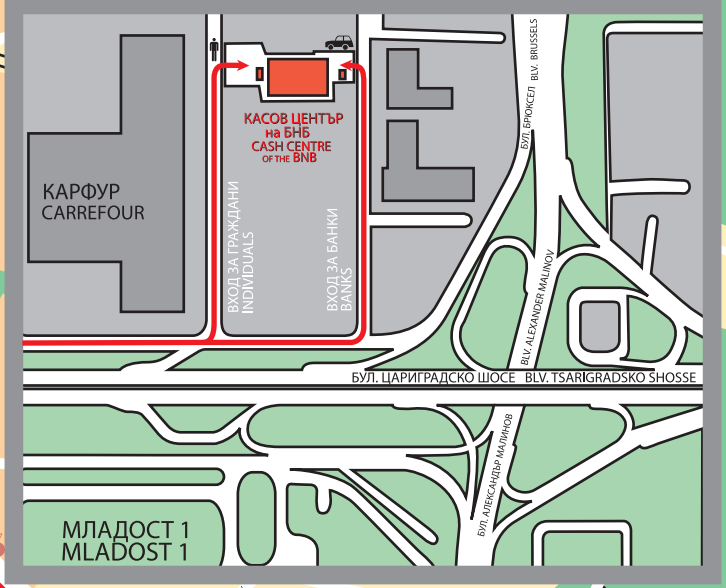 БУЛ. БРЮКСЕЛ BLV. BRUSSELS
КАСОВ ЦЕНТЪР
на БНБ
CASH CENTRE
OF THE BNB
КАРФУР
CARREFOUR
ВХОД ЗА ГРАЖДАНИ
INDIVIDUALS
ВХОД ЗА БАНКИ
BANKS
BLV. ALEXANDER MALINOV
БУЛ. ЦАРИГРАДСКО ШОСЕ BLV. TSARIGRADSKO SHOSSE
БУЛ. АЛЕКСАНДЪР МАЛИНОВ
МЛАДОСТ 1
MLADOST 1